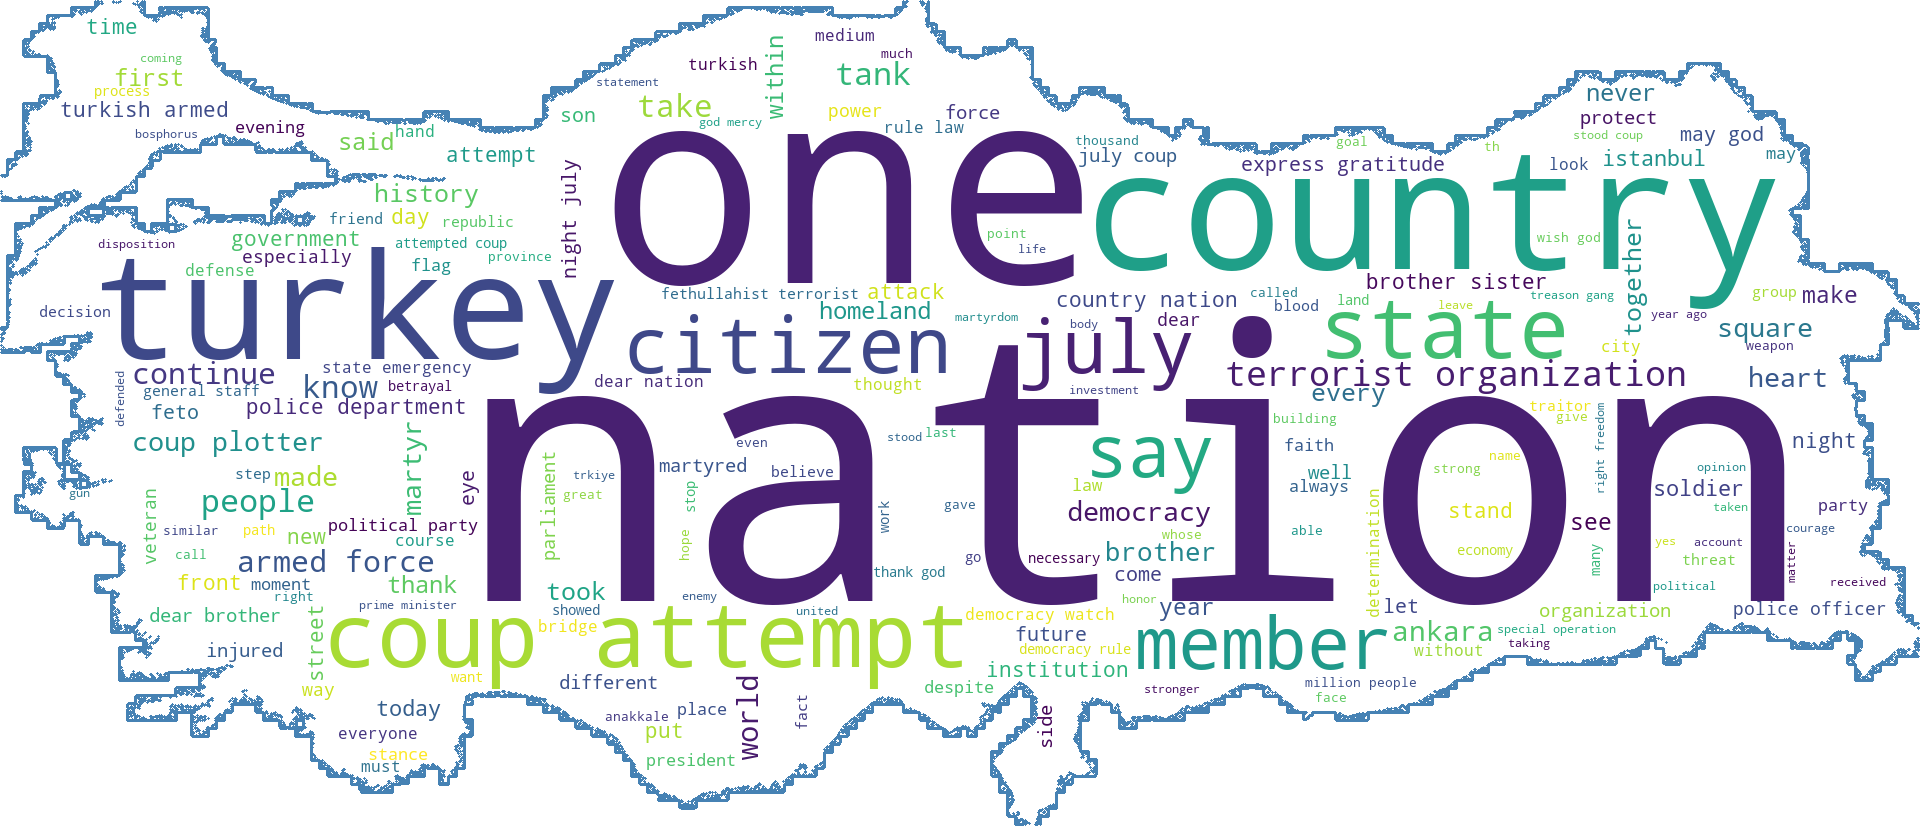 time
coming
first
process
turkish armed
bosphorus
evening
said
hand
attempt
history
friend
day
republic
government
attempted coup
especially
province
flag
defense
disposition
decision
turkey
medium
much
turkish
within
tank
statement
take
power
force
son
god mercy
rule law
night july
one
thousand
july coup
never
protect
stood coup
may god
goal
th
express gratitude
look
istanbul
may
country
point
life
wish god
together
brother sister
fethullahist terrorist
attack
homeland
martyrdom
country nation
called
blood
dear
body
land
leave
treason gang
year ago
group
make
square
weapon
city
state
citizen
july
terrorist organization
heart
continue
state emergency
know
betrayal
general staff
defended
police department
feto
dear nation
thought
investment
every
traitor
give
building
right freedom
coup plotter
step
made
martyr
eye
people
veteran
similar
path
new
political party
course
call
gun
parliament
trkiye
great
martyred
even
believe
stop
hope
work
stood
last
gave
nation
say
law
democracy
whose
brother
necessary
go
come
faith
well
always
able
determination
strong
name
stand
economy
many
see
soldier
opinion
taken
night
party
courage
yes
account
threat
matter
received
political
armed force
front
moment
right
thank
prime minister
took
showed
bridge
enemy
united
thank god
democracy watch
honor
year
let
organization
police officer
dear brother
street
injured
way
coup attempt
want
future
democracy rule
institution
member
ankara
special operation
without
taking
different
despite
stronger
million people
face
today
everyone
stance
must
anakkale
place
put
president
world
fact
side